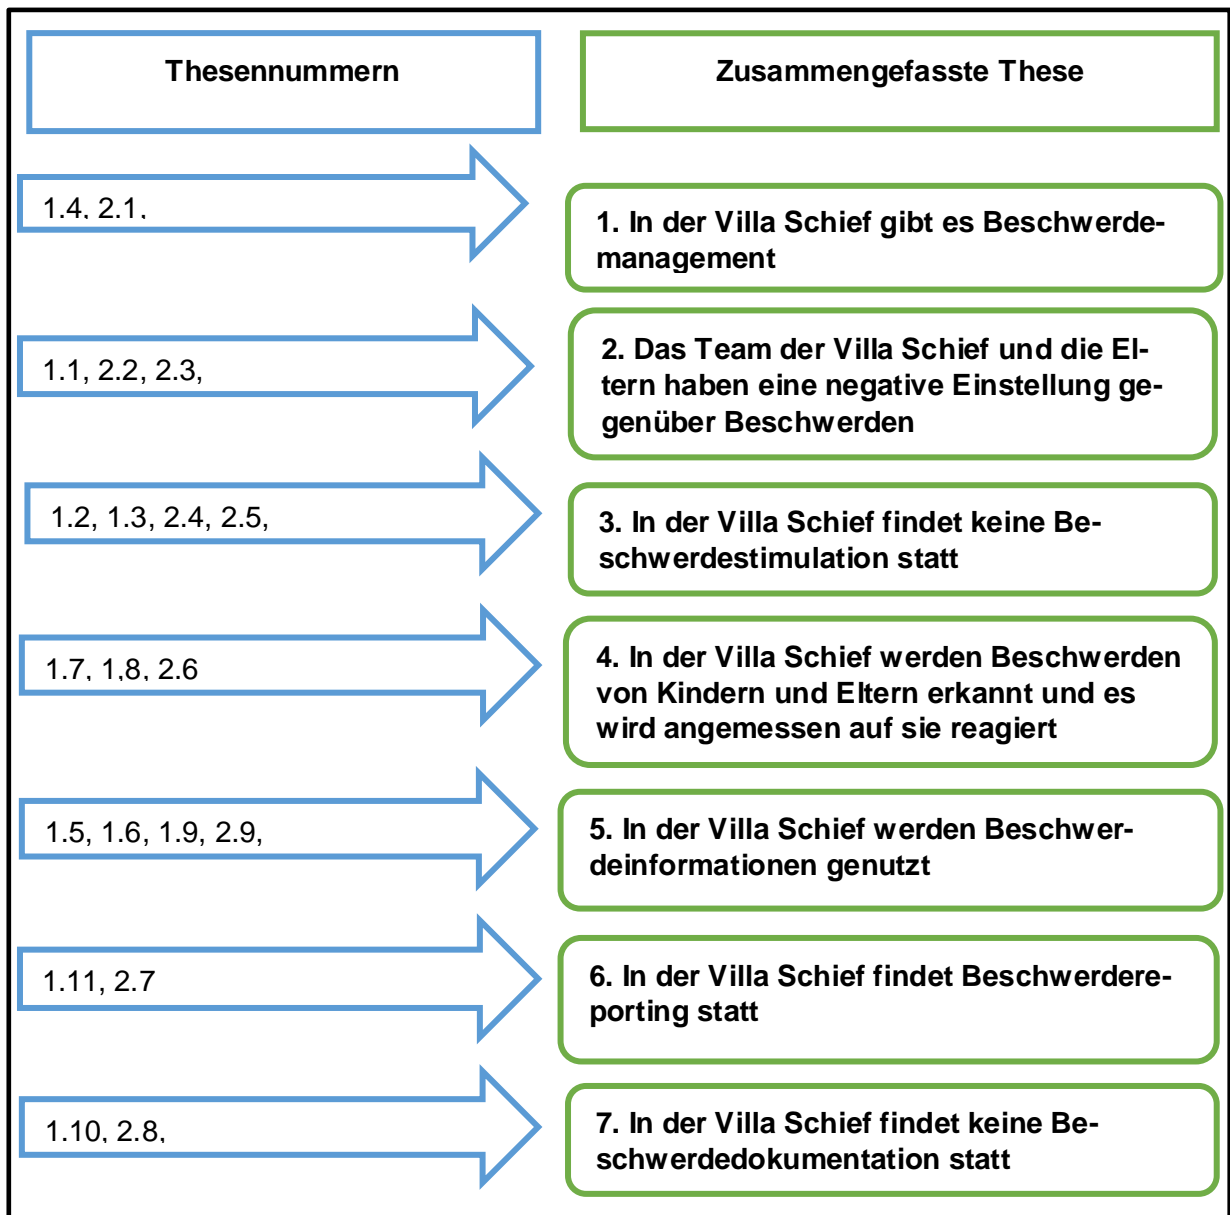 Thesennummern
Zusammengefasste These
1.4, 2.1,
1. In der Villa Schief gibt es Beschwerde-
management
1.1, 2.2, 2.3,
2. Das Team der Villa Schief und die El-
tern haben eine negative Einstellung ge-
genüber Beschwerden
1.2, 1.3, 2.4, 2.5,
3. In der Villa Schief findet keine Be-
schwerdestimulation statt
1.7, 1,8, 2.6
4. In der Villa Schief werden Beschwerden
von Kindern und Eltern erkannt und es
wird angemessen auf sie reagiert
1.5, 1.6, 1.9, 2.9,
5. In der Villa Schief werden Beschwer-
deinformationen genutzt
1.11, 2.7
6. In der Villa Schief findet Beschwerdere-
porting statt
1.10, 2.8,
7. In der Villa Schief findet keine Be-
schwerdedokumentation statt